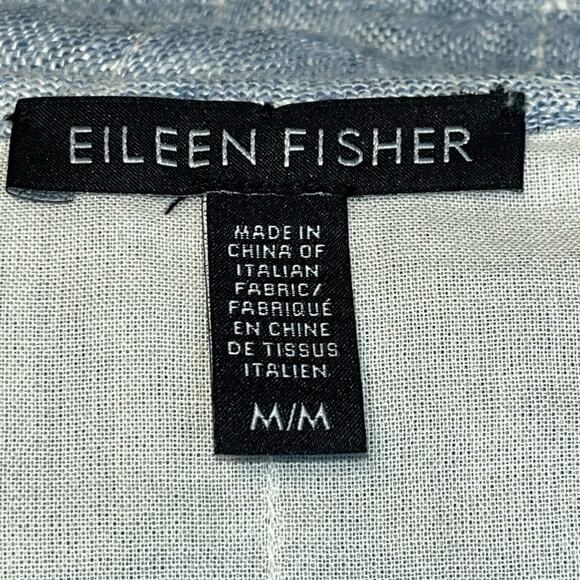 EILEEN FISHER
MADE IN
CHINA OF
ITALIAN
FABRIC/
FABRIQUÉ
EN CHINE
DE TISSUS
ITALIEN
M/M